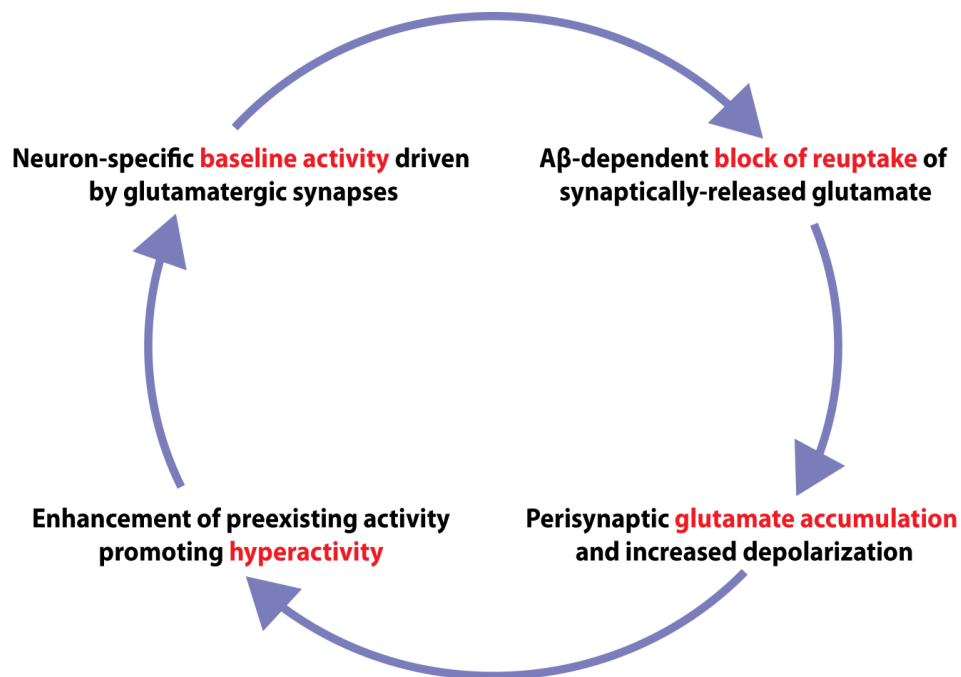 Neuron-specific baseline activity driven
by glutamatergic synapses
Aβ-dependent block of reuptake of
synaptically-released glutamate
Perisynaptic glutamate accumulation
and increased depolarization
Enhancement of preexisting activity
promoting hyperactivity